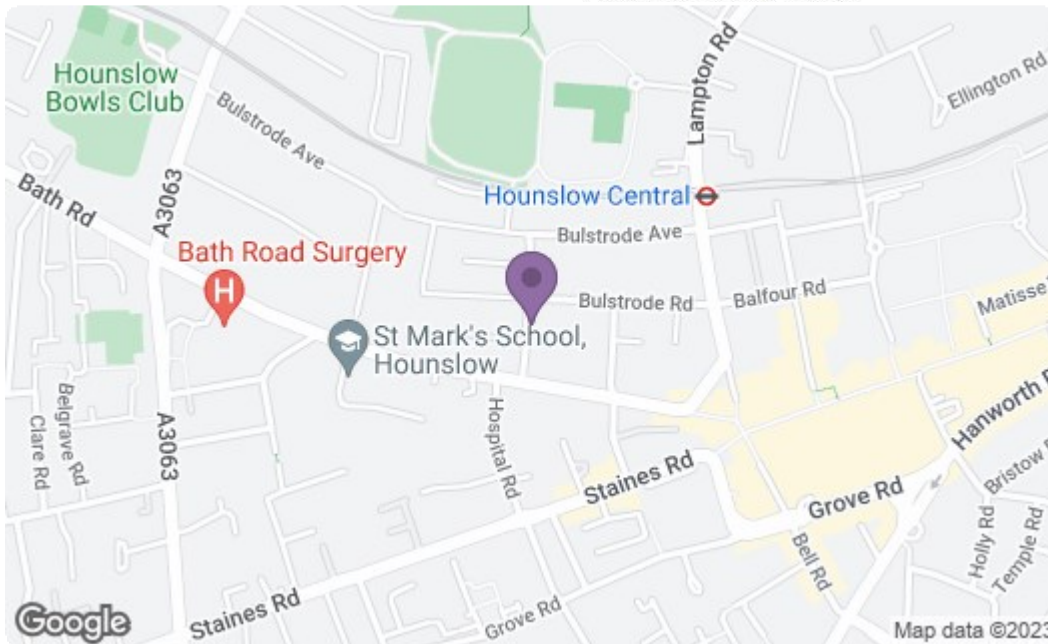 Hounslow
Bowls Club
Bulstrode Ave
A3063
Bath Rd
Lampton Rd
Ellington Rd
Hounslow Central
Bulstrode Ave
Bath Road Surgery
H
Bulstrode Rd
Balfour Rd
St Mark's School,
Hounslow
Belgrave Rd
Clare Rd
A3063
Hospital Rd
Staines Rd
Hanworth
Grove Rd
Bell Rd
Bristow
Holly Rd
Temple Rd
Staines Rd
Grove Rd
Google
Map data ©2023